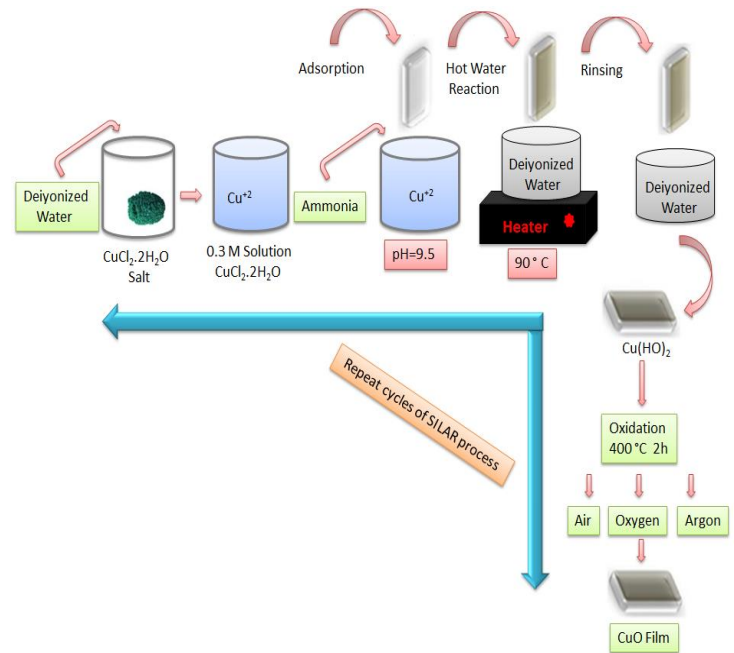 Adsorption
Hot Water
Reaction
Rinsing
Deiyonized
Water
CuCl₂.2H₂O
Salt
Cu⁺²
0.3 M Solution
CuCl₂.2H₂O
Ammonia
Cu⁺²
pH=9.5
Deiyonized
Water
Heater
90 ° C
Deiyonized
Water
Cu(HO)₂
Repeat cycles of SILAR process
Oxidation
400 °C 2h
Air
Oxygen
Argon
CuO Film